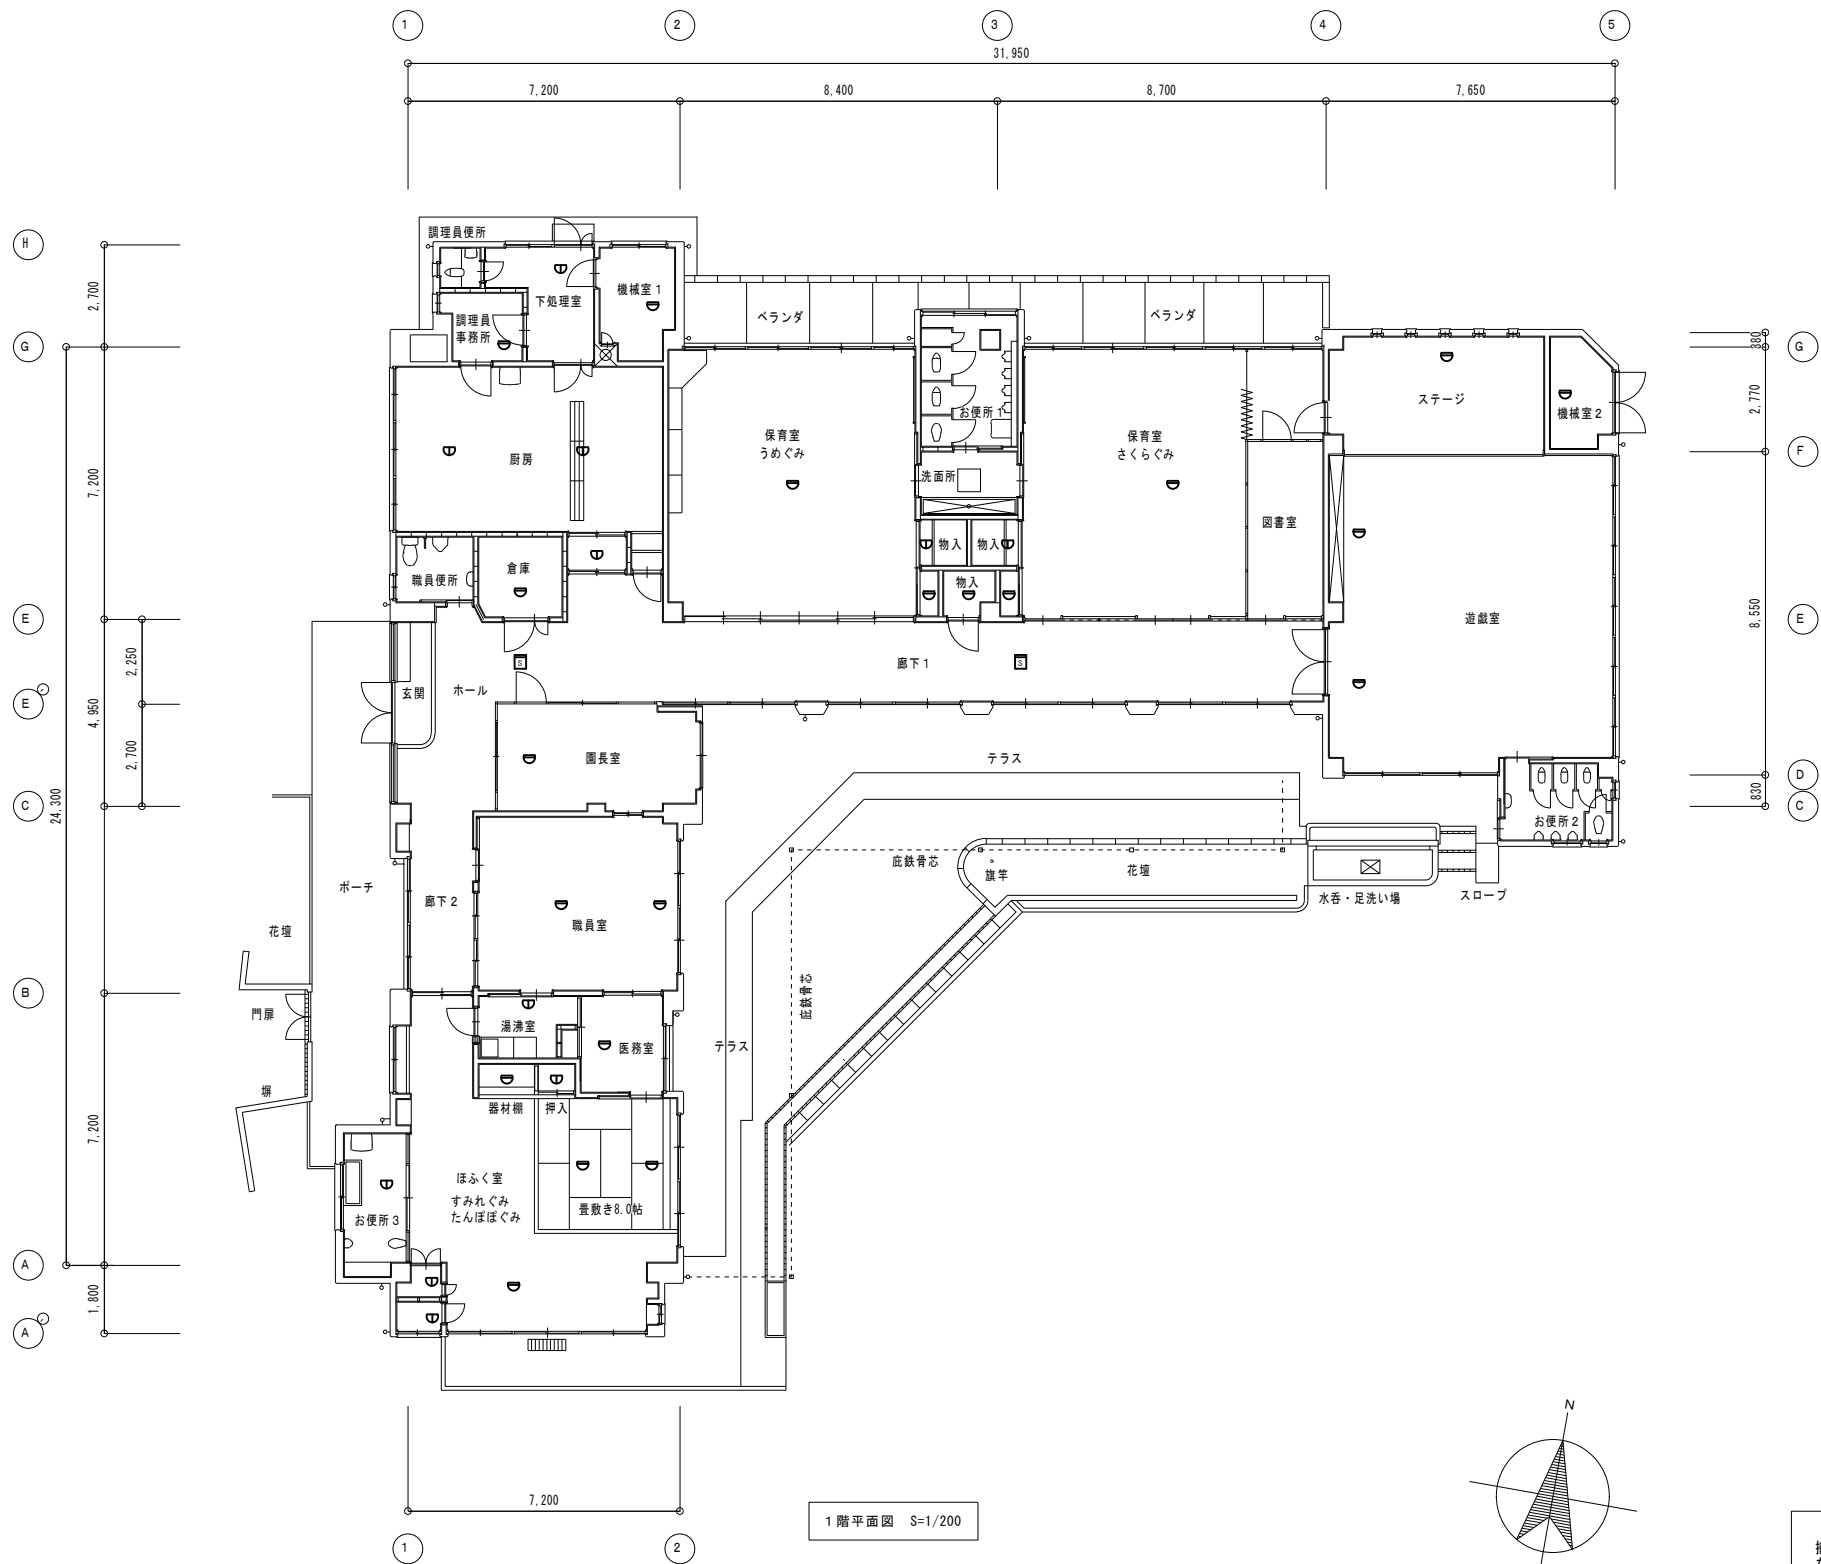 1
2
3
4
5
31,950
7,200
8,400
8,700
7,650
H
調理員便所
2,700
下処理室
機械室1
ベランダ
ベランダ
調理員
事務所
G
G
380
ステージ
2,770
機械室2
お便所1
保育室
うめぐみ
保育室
さくらぐみ
厨房
F
7,200
洗面所
図書室
物入
物入
倉庫
職員便所
物入
遊戯室
8,550
E
E
2,250
廊下1
S
S
玄関
ホール
E'
4,950
2,700
園長室
テラス
D
830
C
C
24,300
お便所2
庇鉄骨芯
旗竿
花壇
水呑・足洗い場
スロープ
ポーチ
廊下2
職員室
花壇
B
庇鉄骨芯
門扉
湯沸室
医務室
テラス
塀
器材棚
押入
7,200
ほふく室
すみれぐみ
たんぽぽぐみ
畳敷き8.0帖
お便所3
A
1,800
A'
N
7,200
1階平面図 S=1/200
1
2